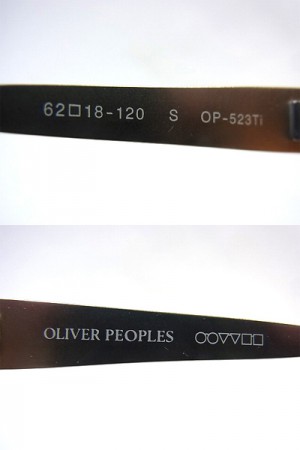 62□18-120 S OP-523Ti
OLIVER PEOPLES ○○▽▽□□